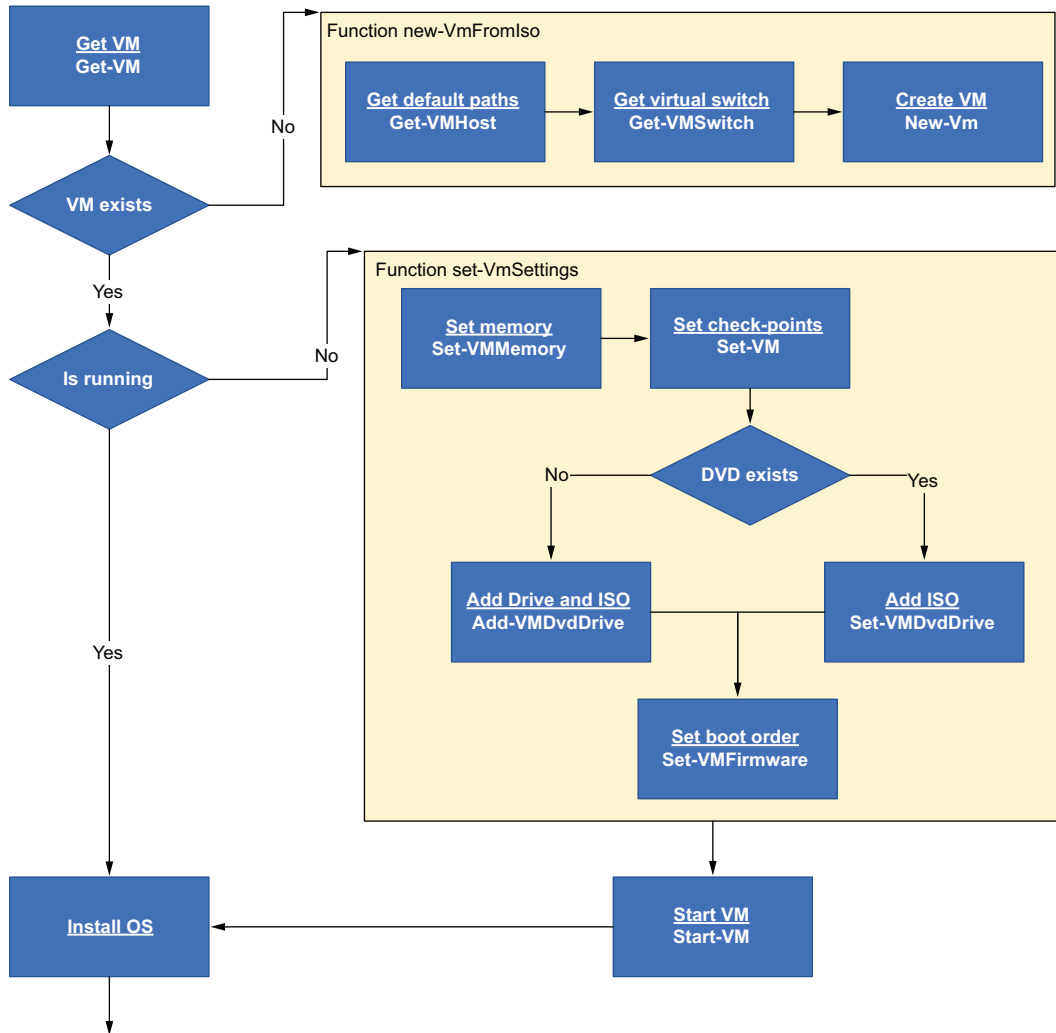 Get VM
Get-VM
No
Function new-VmFromIso
Get default paths
Get-VMHost
Get virtual switch
Get-VMSwitch
Create VM
New-Vm
VM exists
Yes
Is running
No
Function set-VmSettings
Set memory
Set-VMMemory
Set check-points
Set-VM
DVD exists
No
Yes
Add Drive and ISO
Add-VMDvdDrive
Add ISO
Set-VMDvdDrive
Set boot order
Set-VMFirmware
Yes
Install OS
Start VM
Start-VM